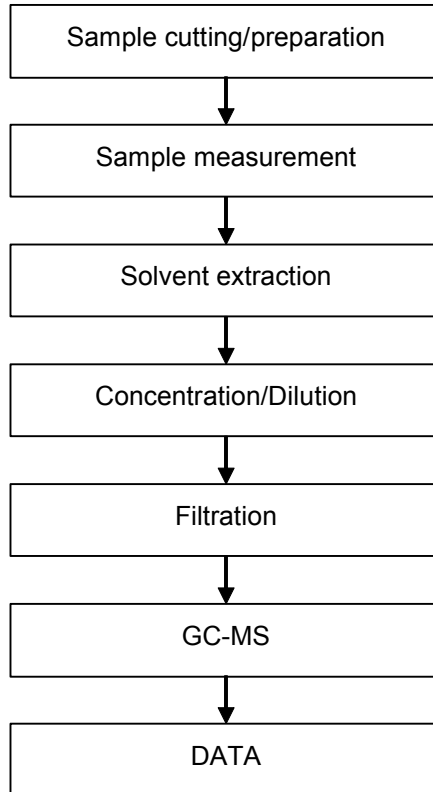 Sample cutting/preparation
Sample measurement
Solvent extraction
Concentration/Dilution
Filtration
GC-MS
DATA